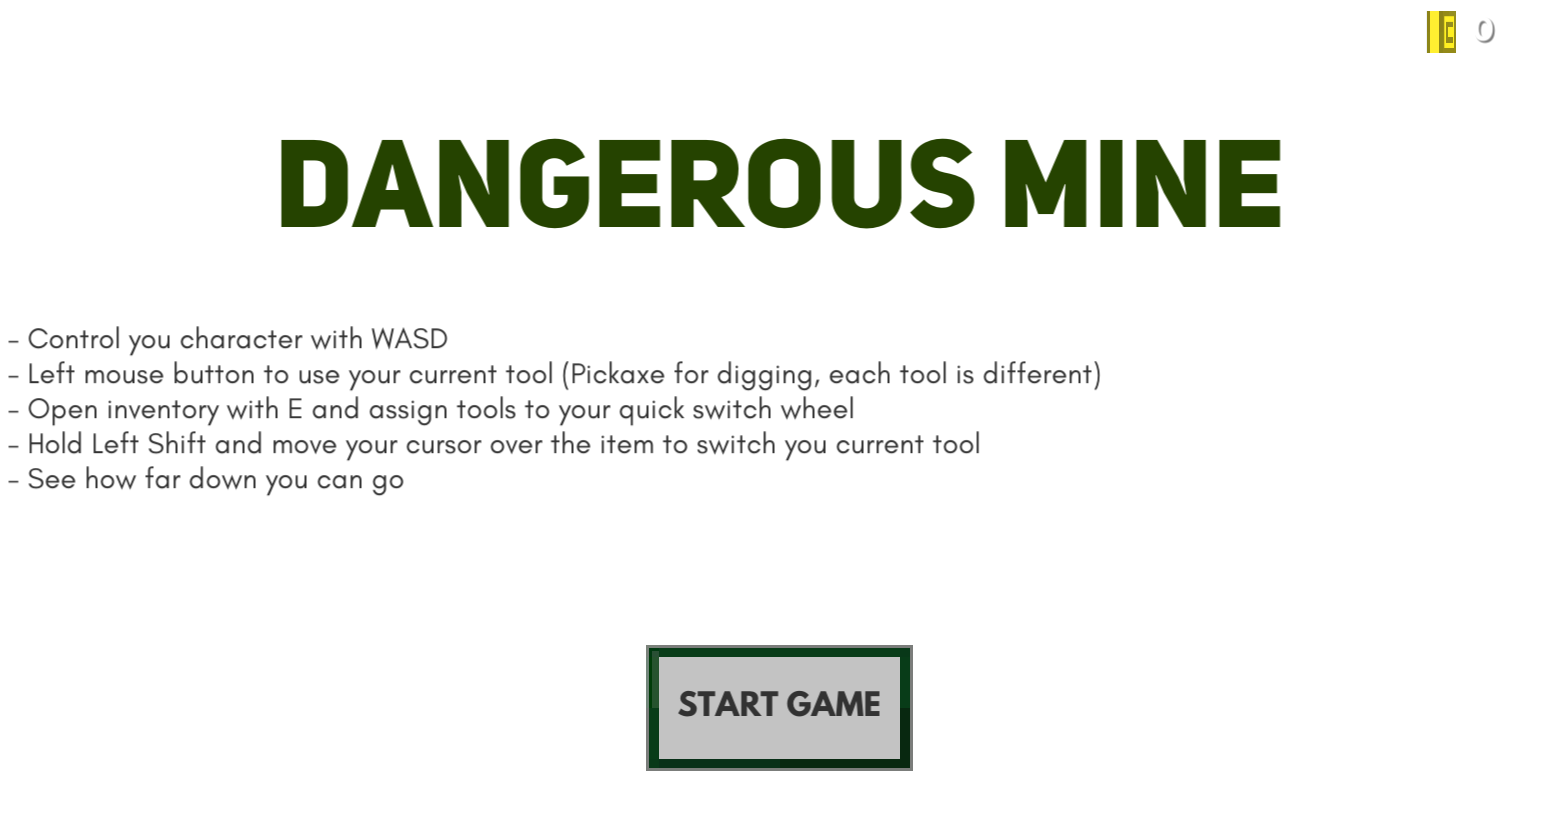 0
DANGEROUS MINE
- Control you character with WASD
- Left mouse button to use your current tool (Pickaxe for digging, each tool is different)
- Open inventory with E and assign tools to your quick switch wheel
- Hold Left Shift and move your cursor over the item to switch you current tool
- See how far down you can go
START GAME